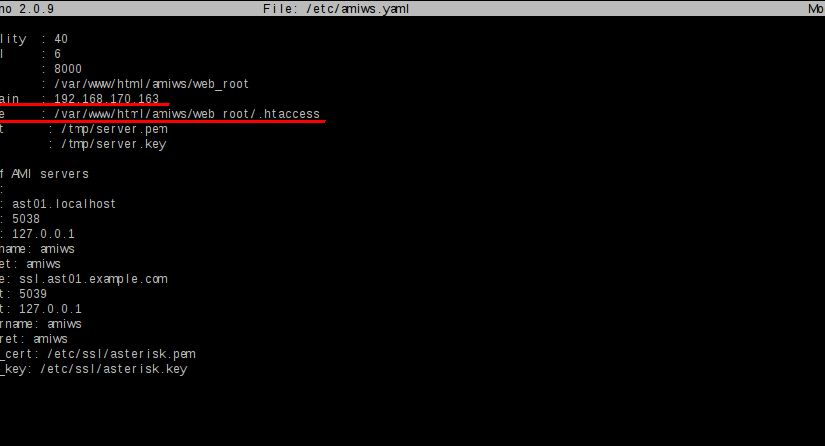 no 2.0.9 File: /etc/amiws.yaml Mo
lity : 40
l : 6
: 8000
: /var/www/html/amiws/web_root
ain : 192.168.170.163
e : /var/www/html/amiws/web_root/.htaccess
t : /tmp/server.pem
: /tmp/server.key
f AMI servers
:
: ast01.localhost
: 5038
: 127.0.0.1
name: amiws
et: amiws
e: ssl.ast01.example.com
t: 5039
t: 127.0.0.1
rname: amiws
ret: amiws
_cert: /etc/ssl/asterisk.pem
_key: /etc/ssl/asterisk.key